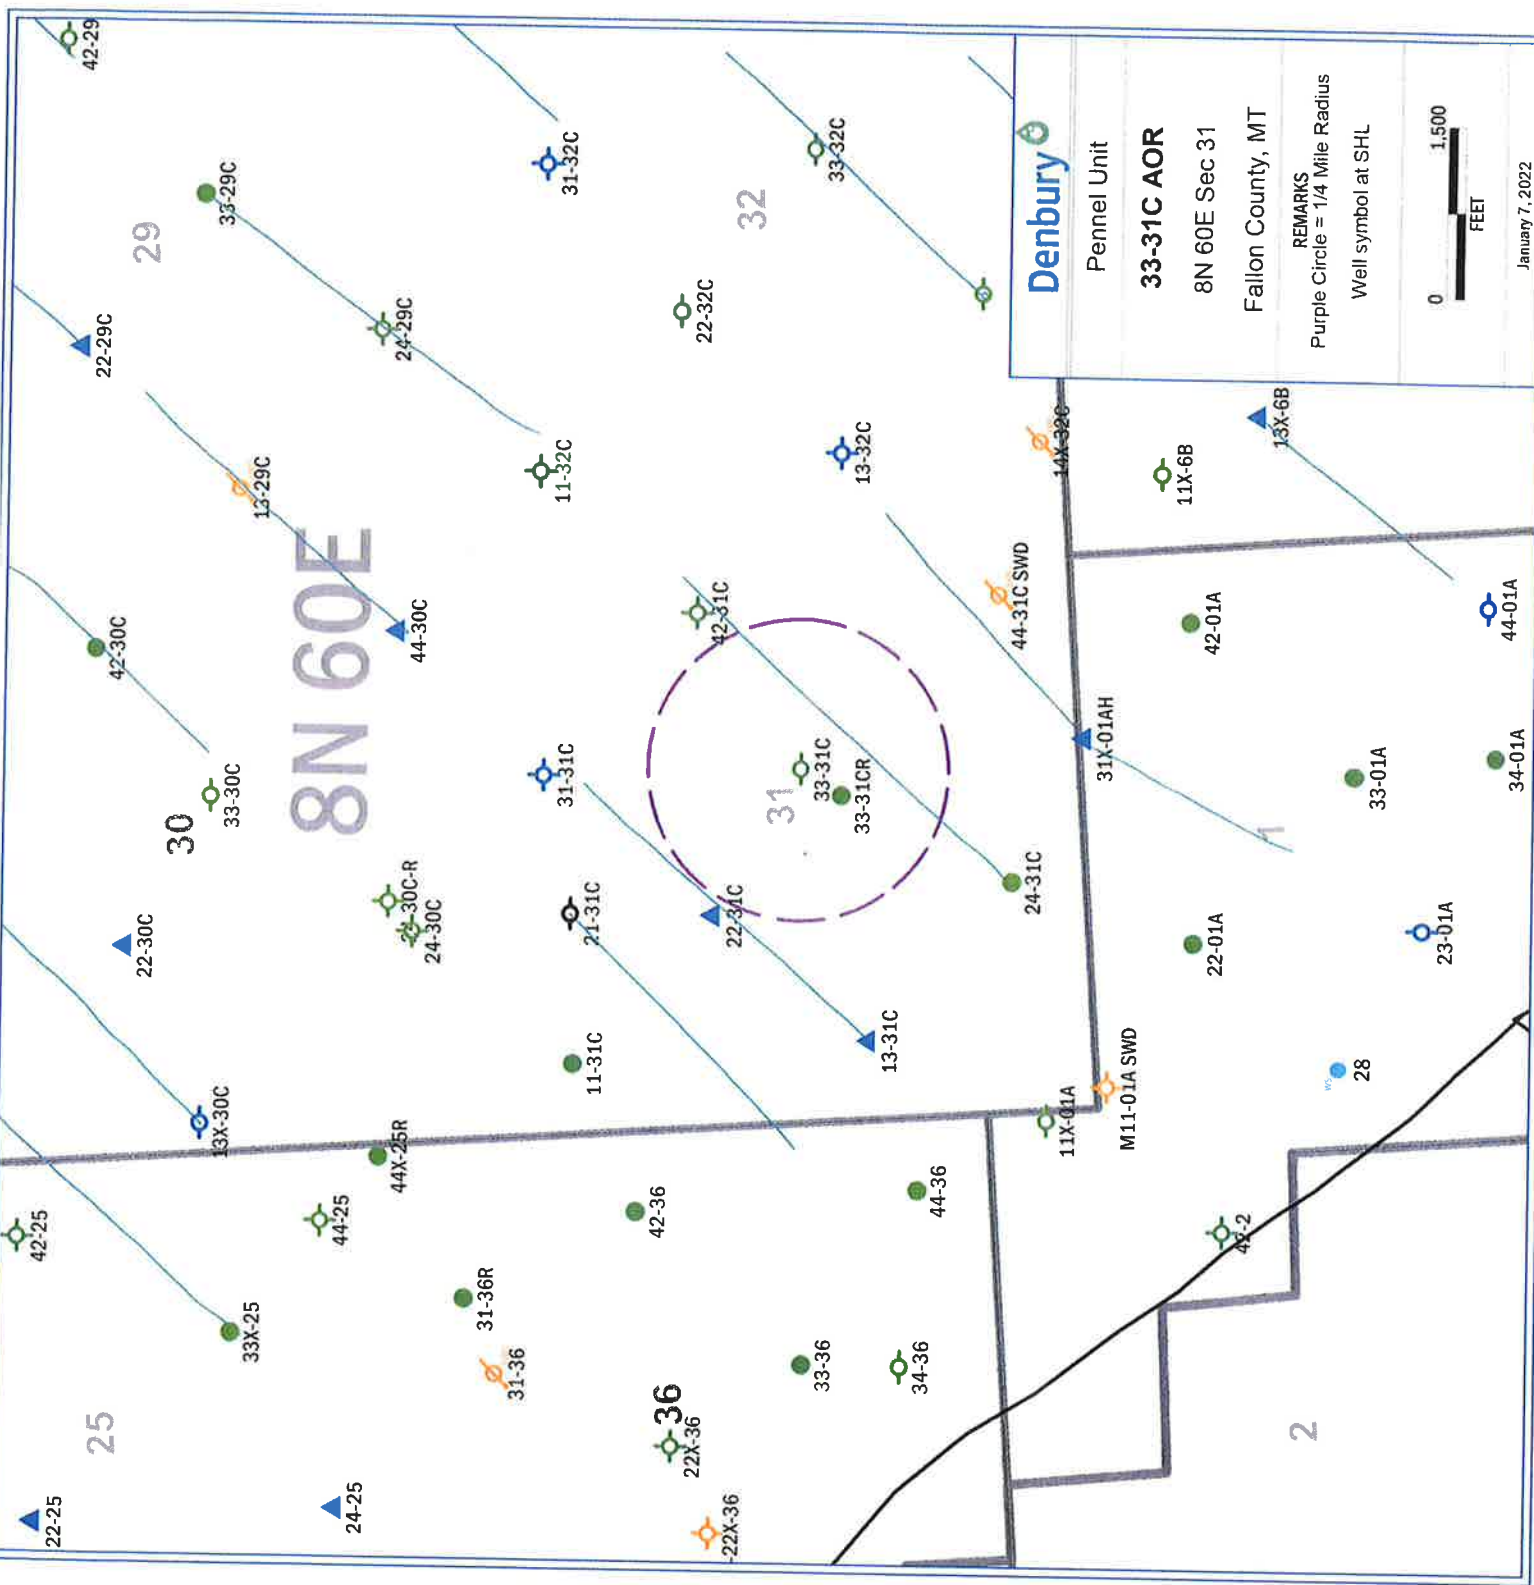 Denbury
Pennel Unit
33-31C AOR
8N 60E Sec 31
Fallon County, MT
REMARKS
Purple Circle = 1/4 Mile Radius
Well symbol at SHL
0
1,500
FEET
January 7, 2022
8N 60E
25
30
29
36
31
32
2
1
22-25
42-25
24-25
33X-25
44-25
44X-25R
13X-30C
22-30C
24-30C
33-30C
42-30C
44-30C
22-29C
13-29C
33-29C
24-29C
42-29
31-36
31-36R
42-36
22X-36
-22X-36
33-36
34-36
44-36
11-31C
21-31C
31-31C
22-31C
13-31C
42-31C
33-31C
33-31CR
24-31C
44-31C SWD
11-32C
31-32C
22-32C
33-32C
13-32C
14X-32C
11X-01A
M11-01A SWD
31X-01AH
42-2
22-01A
42-01A
28
WS
23-01A
33-01A
34-01A
44-01A
11X-6B
13X-6B